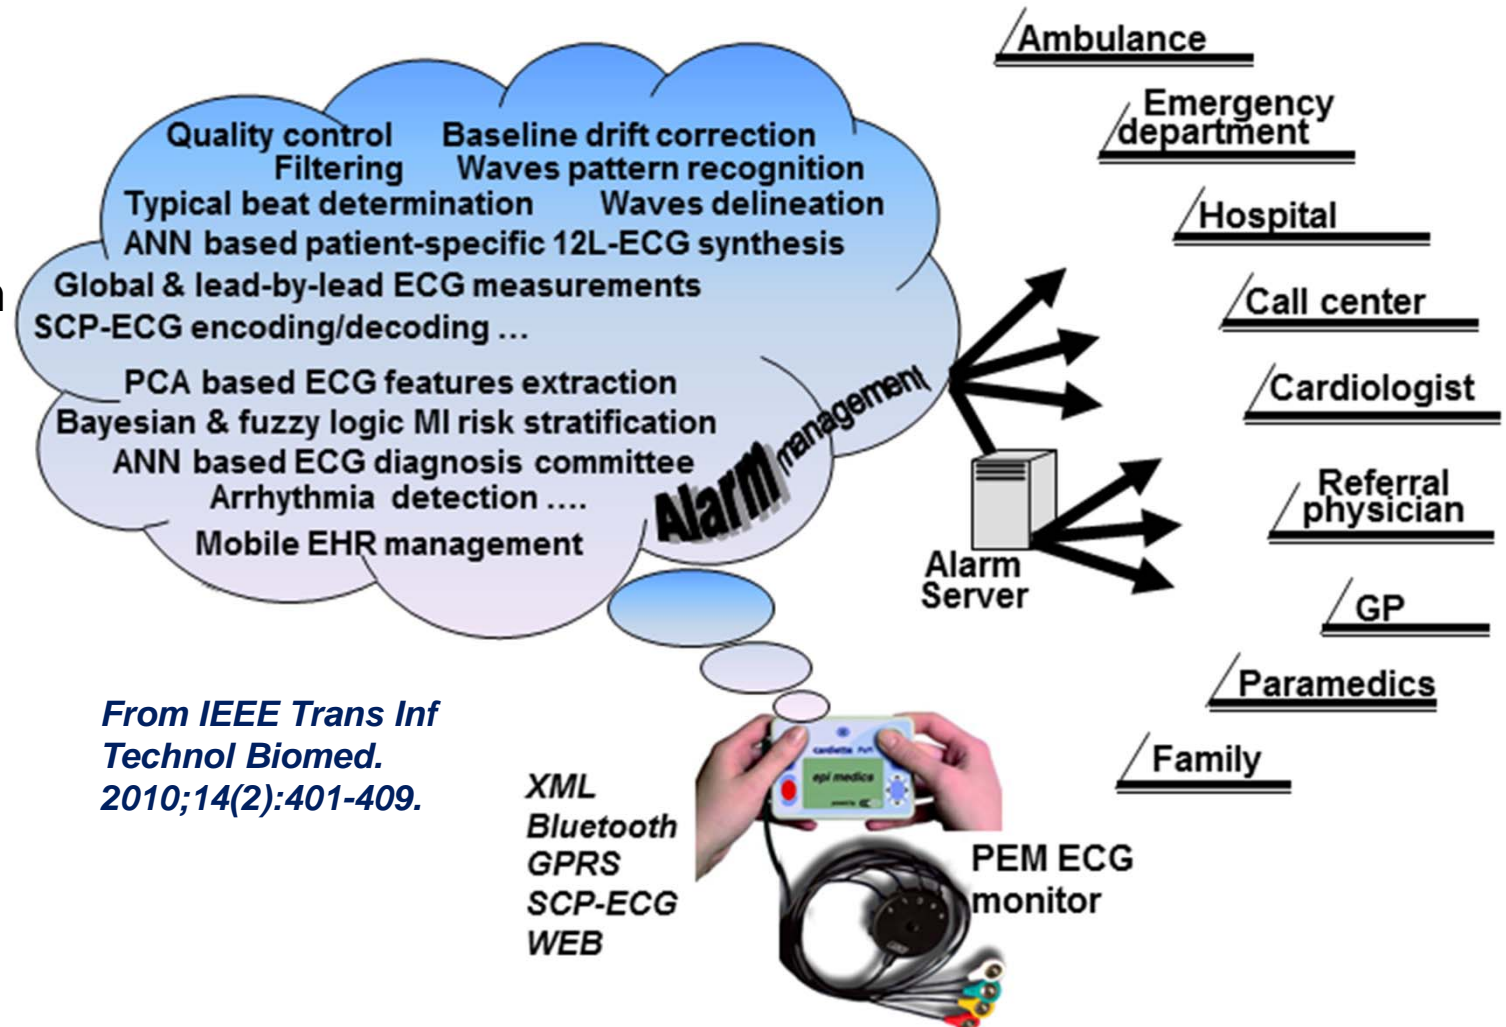 Quality control Baseline drift correction
Filtering Waves pattern recognition
Typical beat determination Waves delineation
ANN based patient-specific 12L-ECG synthesis
Global & lead-by-lead ECG measurements
SCP-ECG encoding/decoding ...
PCA based ECG features extraction
Bayesian & fuzzy logic MI risk stratification
ANN based ECG diagnosis committee
Arrhythmia detection ....
Mobile EHR management
Alarm management
Ambulance
Emergency
department
Hospital
Call center
Cardiologist
Referral
physician
GP
Paramedics
Family
Alarm
Server
From IEEE Trans Inf
Technol Biomed.
2010;14(2):401-409.
XML
Bluetooth
GPRS
SCP-ECG
WEB
epi medics
PEM ECG
monitor